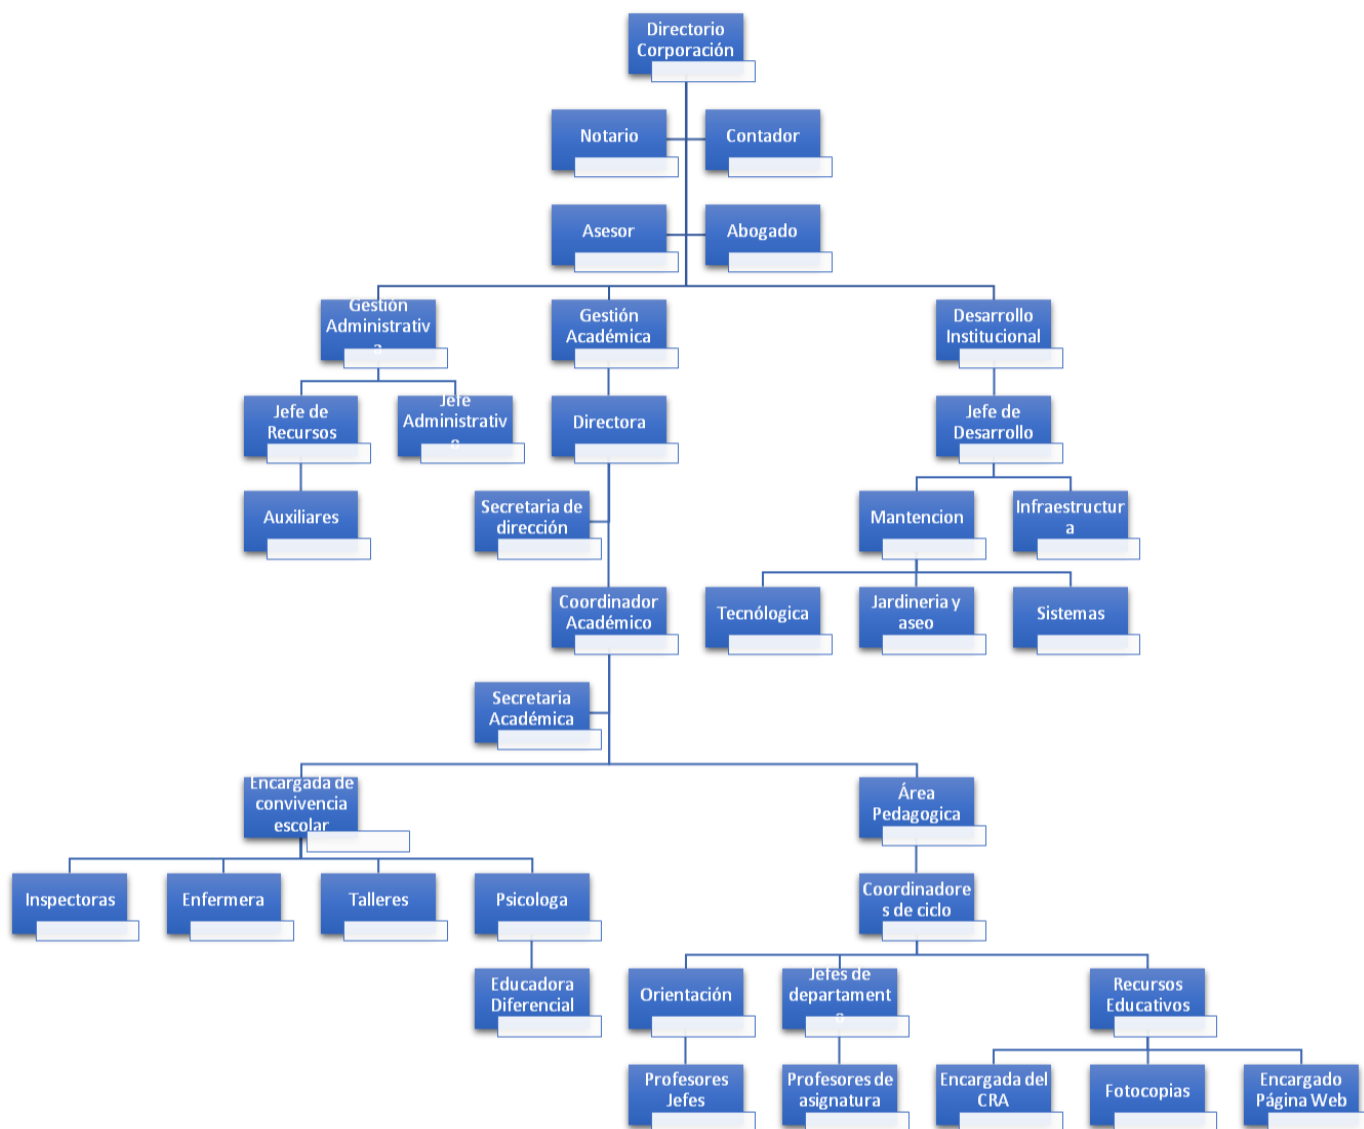 Directorio
Corporación
Notario
Contador
Asesor
Abogado
Gestión
Administrativ
a
Gestión
Académica
Desarrollo
Institucional
Jefe de
Recursos
Jefe
Administrativ
o
Directora
Jefe de
Desarrollo
Auxiliares
Secretaria de
dirección
Mantencion
Infraestructur
a
Coordinador
Académico
Tecnólogica
Jardineria y
aseo
Sistemas
Secretaria
Académica
Encargada de
convivencia
escolar
Área
Pedagogica
Inspectoras
Enfermera
Talleres
Psicologa
Coordinadore
s de ciclo
Educadora
Diferencial
Orientación
Jefes de
departament
o
Recursos
Educativos
Profesores
Jefes
Profesores de
asignatura
Encargada del
CRA
Fotocopias
Encargado
Página Web